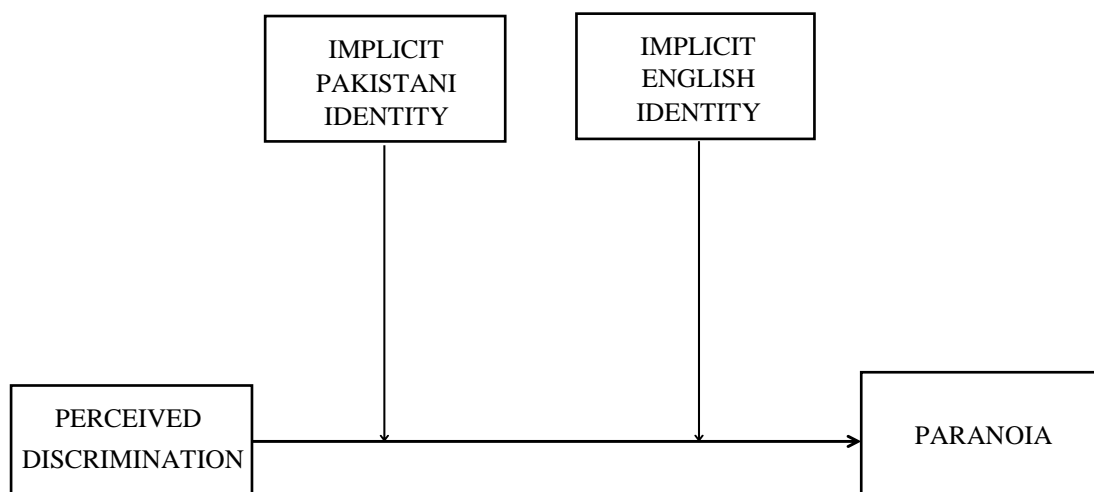 IMPLICIT
PAKISTANI
IDENTITY
IMPLICIT
ENGLISH
IDENTITY
PERCEIVED
DISCRIMINATION
PARANOIA